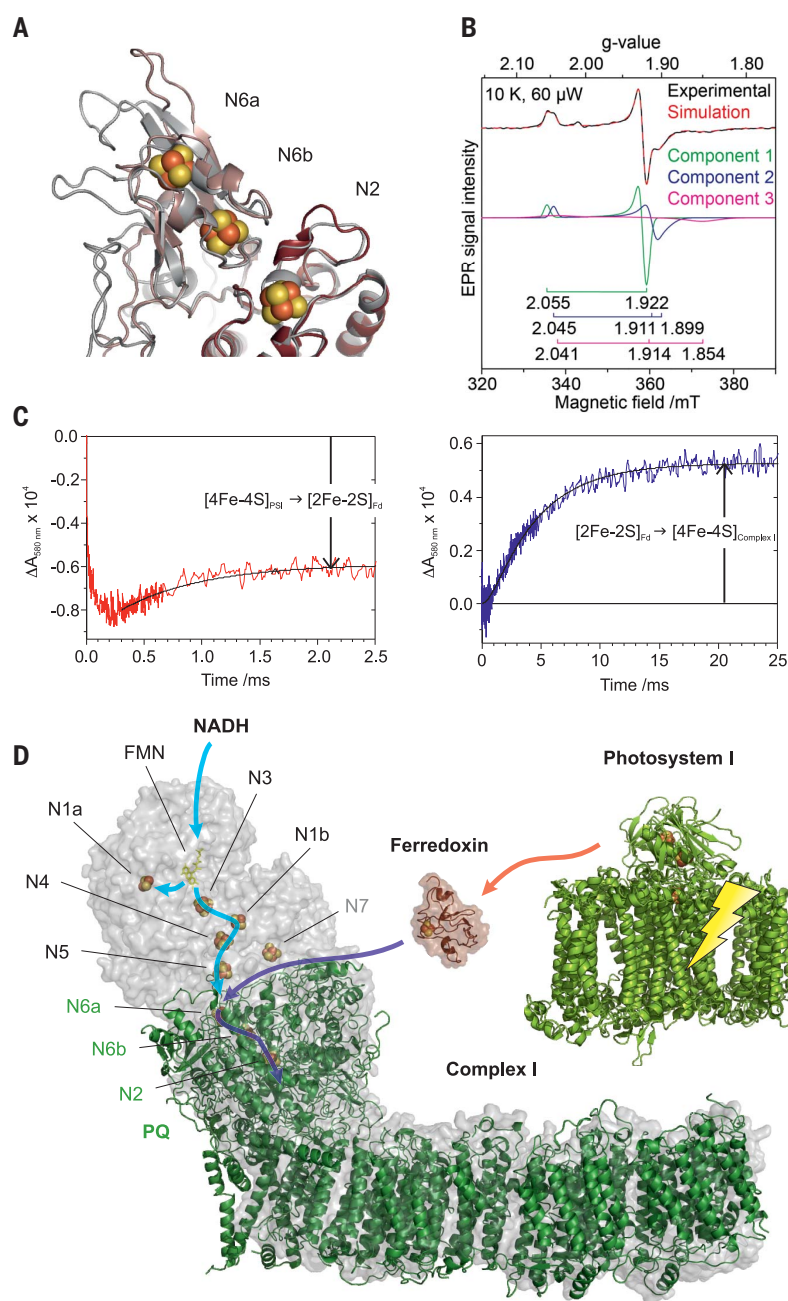 A
N6a
N6b
N2
B
g-value
2.10 2.00 1.90 1.80
10 K, 60 µW
Experimental
Simulation
Component 1
Component 2
Component 3
EPR signal intensity
2.055 1.922
2.045 1.911 1.899
2.041 1.914 1.854
320 340 360 380
Magnetic field /mT
C
0.0
-0.2
-0.4
-0.6
-0.8
ΔA580 nm x 10⁴
[4Fe-4S]PSI → [2Fe-2S]Fd
0.0 0.5 1.0 1.5 2.0 2.5
Time /ms
0.6
0.4
0.2
0.0
ΔA580 nm x 10⁴
[2Fe-2S]Fd → [4Fe-4S]Complex I
0 5 10 15 20 25
Time /ms
D
NADH
FMN
N3
N1a
N1b
N4
N7
N5
N6a
N6b
N2
PQ
Ferredoxin
Photosystem I
Complex I